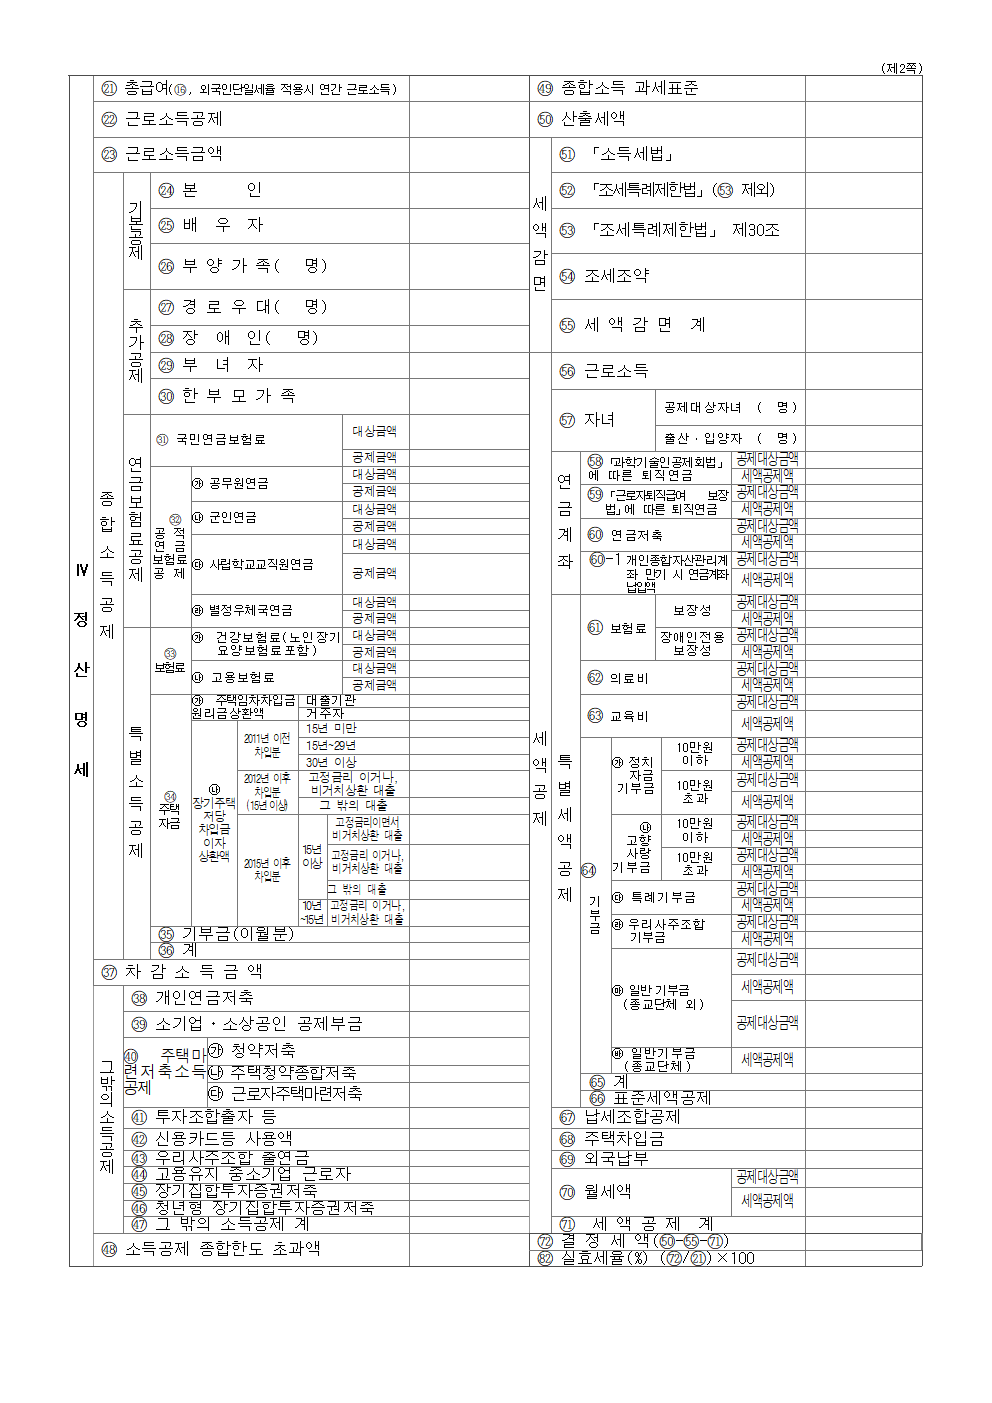 (제2쪽)
Ⅳ 정 산 명 세
㉑ 총급여(⑯, 외국인단일세율 적용시 연간 근로소득)
㉒ 근로소득공제
㉓ 근로소득금액
종 합 소 득 공 제
기본공제
㉔ 본 인
㉕ 배 우 자
㉖ 부 양 가 족( 명)
추가공제
㉗ 경 로 우 대( 명)
㉘ 장 애 인( 명)
㉙ 부 녀 자
㉚ 한 부 모 가 족
연금보험료공제
㉛ 국민연금보험료
대상금액
공제금액
㉜
공 적
연 금
보험료
공 제
㉮ 공무원연금
대상금액
공제금액
㉯ 군인연금
대상금액
공제금액
㉰ 사립학교교직원연금
대상금액
공제금액
㉱ 별정우체국연금
대상금액
공제금액
특 별 소 득 공 제
㉝
보험료
㉮ 건강보험료(노인장기
요양보험료포함)
대상금액
공제금액
㉯ 고용보험료
대상금액
공제금액
㉞
주택
자금
㉮ 주택임차차입금
원리금상환액
대출기관
거주자
㉯
장기주택
저당
차입금
이자
상환액
2011년 이전
차입분
15년 미만
15년~29년
30년 이상
2012년 이후
차입분
(15년 이상)
고정금리 이거나,
비거치상환 대출
그 밖의 대출
2015년 이후
차입분
15년
이상
고정금리이면서
비거치상환 대출
고정금리 이거나,
비거치상환 대출
그 밖의 대출
10년
~15년
고정금리 이거나,
비거치상환 대출
㉟ 기부금(이월분)
㊱ 계
㊲ 차 감 소 득 금 액
그 밖의 소득공제
㊳ 개인연금저축
㊴ 소기업·소상공인 공제부금
㊵ 주택마
련저축소득
공제
㉮ 청약저축
㉯ 주택청약종합저축
㉰ 근로자주택마련저축
㊶ 투자조합출자 등
㊷ 신용카드등 사용액
㊸ 우리사주조합 출연금
㊹ 고용유지 중소기업 근로자
㊺ 장기집합투자증권저축
㊻ 청년형 장기집합투자증권저축
㊼ 그 밖의 소득공제 계
㊽ 소득공제 종합한도 초과액
㊾ 종합소득 과세표준
㊿ 산출세액
세 액 감 면
51 「소득세법」
52 「조세특례제한법」(53 제외)
53 「조세특례제한법」 제30조
54 조세조약
55 세 액 감 면 계
세 액 공 제
56 근로소득
57 자녀
공제대상자녀 ( 명)
출산·입양자 ( 명)
연 금 계 좌
58 「과학기술인공제회법」
에 따른 퇴직연금
공제대상금액
세액공제액
59 「근로자퇴직급여 보장
법」에 따른 퇴직연금
공제대상금액
세액공제액
60 연금저축
공제대상금액
세액공제액
60-1 개인종합자산관리계
좌 만기 시 연금계좌
납입액
공제대상금액
세액공제액
특 별 세 액 공 제
61 보험료
보장성
공제대상금액
세액공제액
장애인전용
보장성
공제대상금액
세액공제액
62 의료비
공제대상금액
세액공제액
63 교육비
공제대상금액
세액공제액
64
기부금
㉮ 정치
자금
기부금
10만원
이하
공제대상금액
세액공제액
10만원
초과
공제대상금액
세액공제액
㉯
고향
사랑
기부금
10만원
이하
공제대상금액
세액공제액
10만원
초과
공제대상금액
세액공제액
㉰ 특례기부금
공제대상금액
세액공제액
㉱ 우리사주조합
기부금
공제대상금액
세액공제액
㉲ 일반기부금
(종교단체 외)
공제대상금액
세액공제액
공제대상금액
㉳ 일반기부금
(종교단체)
세액공제액
65 계
66 표준세액공제
67 납세조합공제
68 주택차입금
69 외국납부
70 월세액
공제대상금액
세액공제액
71 세 액 공 제 계
72 결 정 세 액(㊿-55-71)
82 실효세율(%) (72/㉑)×100